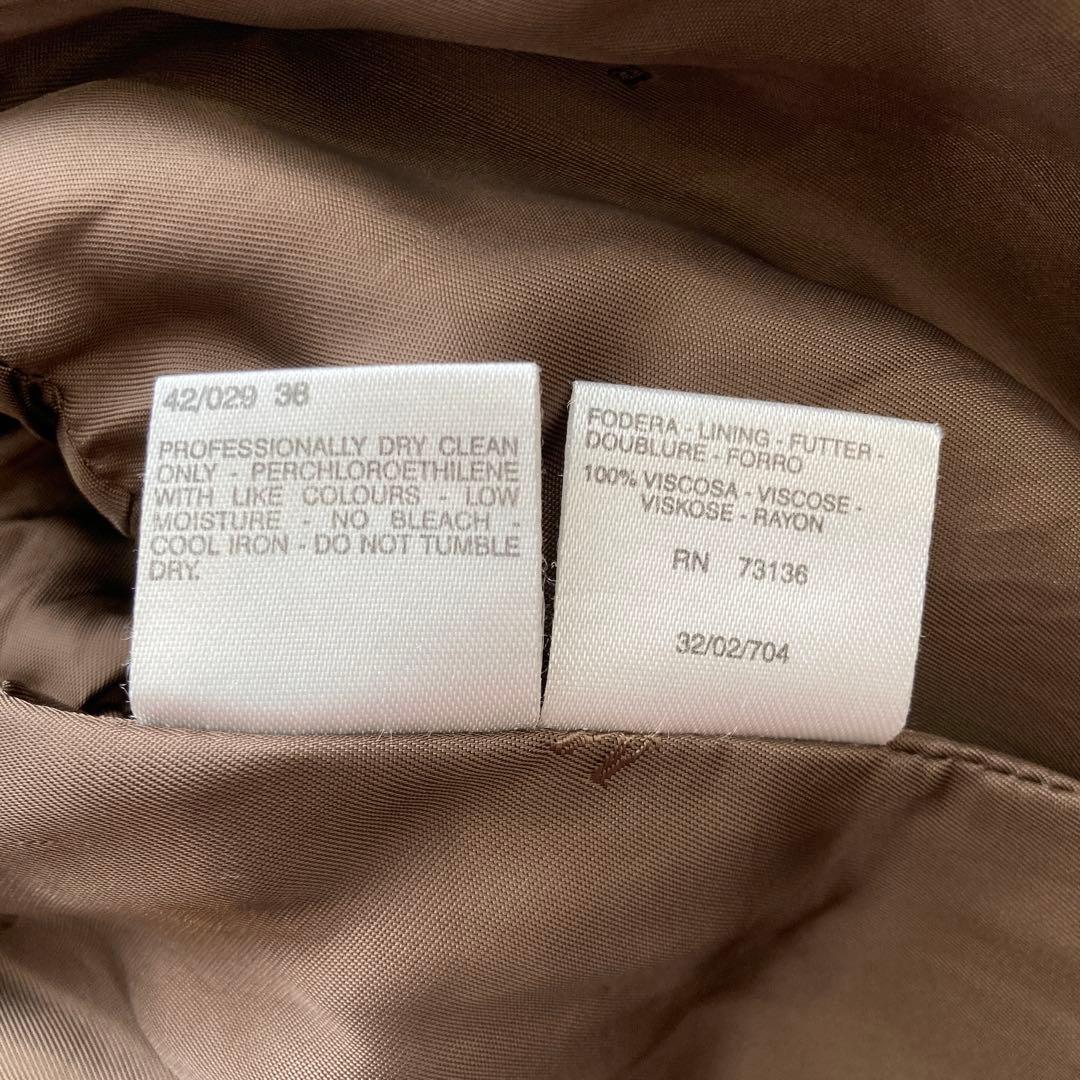 42/029 36
PROFESSIONALLY DRY CLEAN
ONLY - PERCHLOROETHILENE
WITH LIKE COLOURS - LOW
MOISTURE - NO BLEACH -
COOL IRON - DO NOT TUMBLE
DRY.
FODERA - LINING - FUTTER -
DOUBLURE - FORRO
100% VISCOSA - VISCOSE -
VISKOSE - RAYON
RN 73136
32/02/704